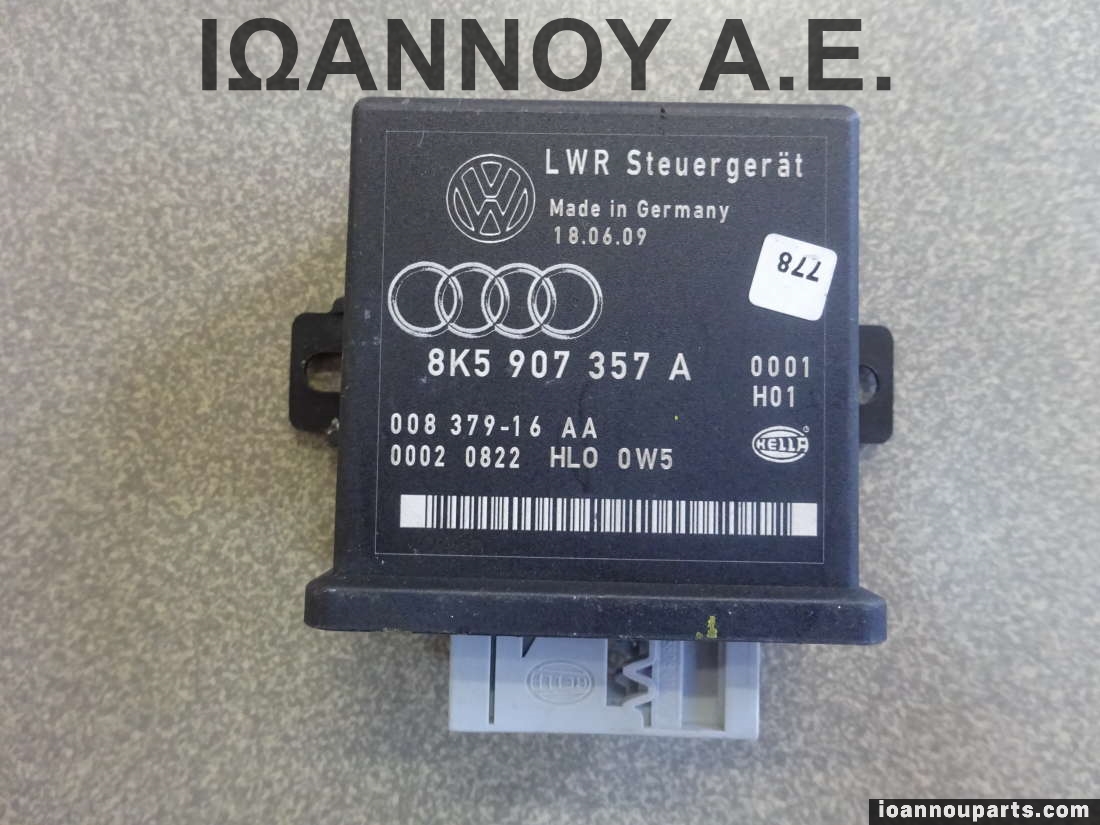 ΙΩΑΝΝΟΥ Α.Ε.
LWR Steuergerät
Made in Germany
18.06.09
778
8K5 907 357 A
0001
H01
008 379-16 AA
0002 0822 HLO 0W5
HELLA
HELLA
ioannouparts.com